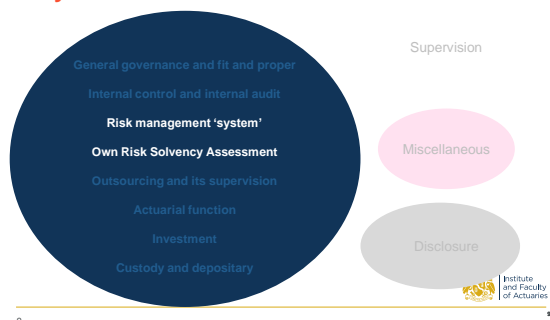 General governance and fit and proper
Internal control and internal audit
Risk management ‘system’
Own Risk Solvency Assessment
Outsourcing and its supervision
Actuarial function
Investment
Custody and depositary
Supervision
Miscellaneous
Disclosure
Institute
and Faculty
of Actuaries